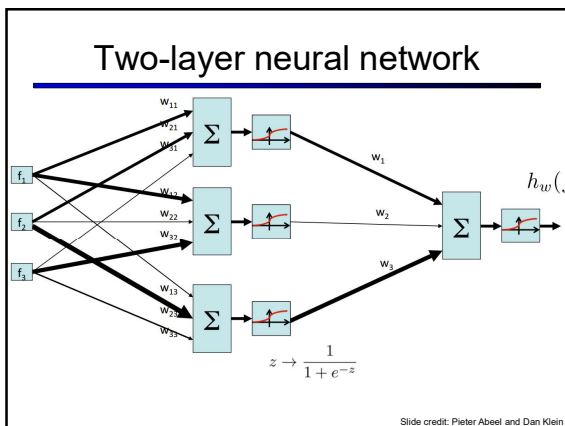 Two-layer neural network
w₁₁
w₂₁
w₃₁
Σ
w₁
f₁
h_w(
w₁₂
f₂
w₂₂
Σ
w₂
Σ
w₃₂
f₃
w₃
w₁₃
w₂₃
Σ
w₃₃
z → 1 / (1 + e^{-z})
Slide credit: Pieter Abeel and Dan Klein